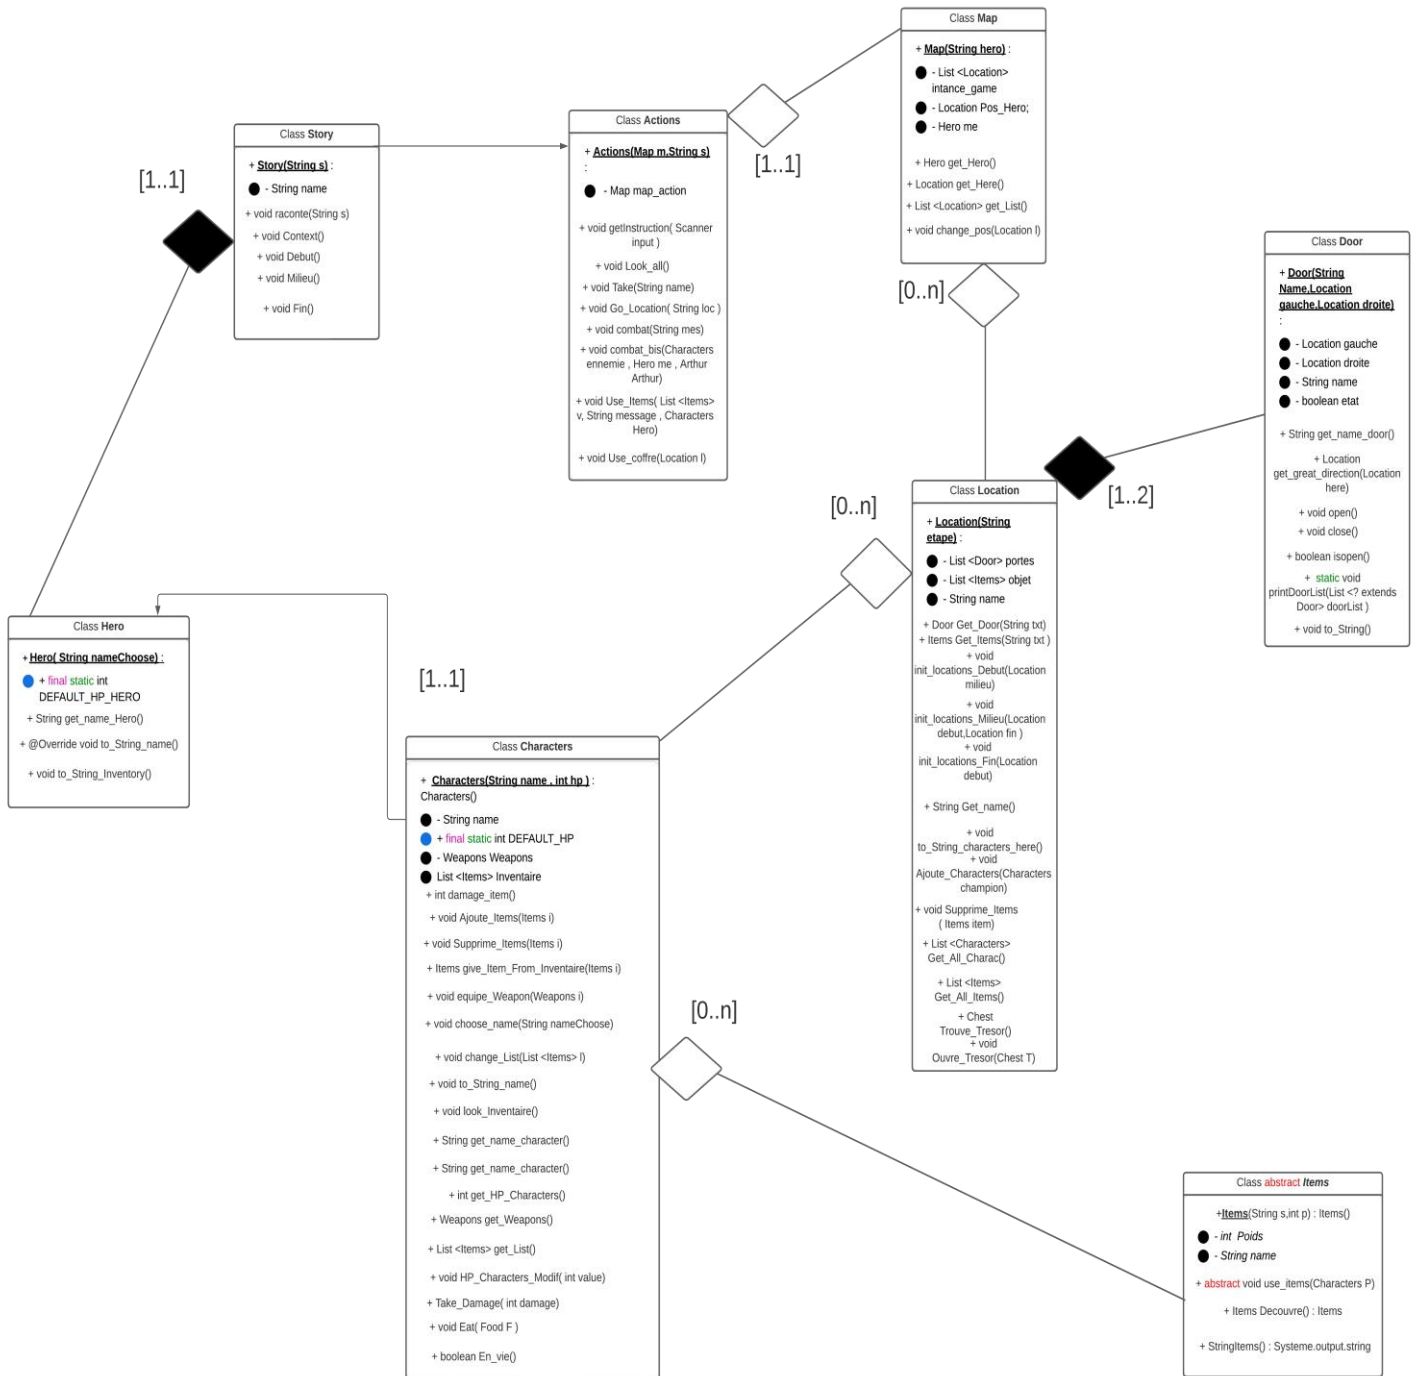 Class Map
+ Map(String hero) :
- List <Location>
intance_game
- Location Pos_Hero;
- Hero me
+ Hero get_Hero()
+ Location get_Here()
+ List <Location> get_List()
+ void change_pos(Location l)
[1..1]
Class Story
+ Story(String s) :
- String name
+ void raconte(String s)
+ void Context()
+ void Debut()
+ void Milieu()
+ void Fin()
Class Actions
+ Actions(Map m,String s)
:
- Map map_action
+ void getInstruction( Scanner
input )
+ void Look_all()
+ void Take(String name)
+ void Go_Location( String loc )
+ void combat(String mes)
+ void combat_bis(Characters
ennemie , Hero me , Arthur
Arthur)
+ void Use_Items( List <Items>
v, String message , Characters
Hero)
+ void Use_coffre(Location l)
[1..1]
[0..n]
Class Door
+ Door(String
Name,Location
gauche,Location droite)
:
- Location gauche
- Location droite
- String name
- boolean etat
+ String get_name_door()
+ Location
get_great_direction(Location
here)
+ void open()
+ void close()
+ boolean isopen()
+ static void
printDoorList(List <? extends
Door> doorList )
+ void to_String()
[1..2]
[0..n]
Class Location
+ Location(String
etape) :
- List <Door> portes
- List <Items> objet
- String name
+ Door Get_Door(String txt)
+ Items Get_Items(String txt )
+ void
init_locations_Debut(Location
milieu)
+ void
init_locations_Milieu(Location
debut,Location fin )
+ void
init_locations_Fin(Location
debut)
+ String Get_name()
+ void
to_String_characters_here()
+ void
Ajoute_Characters(Characters
champion)
+ void Supprime_Items
( Items item)
+ List <Characters>
Get_All_Charac()
+ List <Items>
Get_All_Items()
+ Chest
Trouve_Tresor()
+ void
Ouvre_Tresor(Chest T)
Class Hero
+ Hero( String nameChoose) :
+ final static int
DEFAULT_HP_HERO
+ String get_name_Hero()
+ @Override void to_String_name()
+ void to_String_Inventory()
[1..1]
Class Characters
+ Characters(String name , int hp ) :
Characters()
- String name
+ final static int DEFAULT_HP
- Weapons Weapons
List <Items> Inventaire
+ int damage_item()
+ void Ajoute_Items(Items i)
+ void Supprime_Items(Items i)
+ Items give_Item_From_Inventaire(Items i)
+ void equipe_Weapon(Weapons i)
+ void choose_name(String nameChoose)
+ void change_List(List <Items> l)
+ void to_String_name()
+ void look_Inventaire()
+ String get_name_character()
+ String get_name_character()
+ int get_HP_Characters()
+ Weapons get_Weapons()
+ List <Items> get_List()
+ void HP_Characters_Modif( int value)
+ Take_Damage( int damage)
+ void Eat( Food F )
+ boolean En_vie()
[0..n]
Class abstract Items
+Items(String s,int p) : Items()
- int Poids
- String name
+ abstract void use_items(Characters P)
+ Items Decouvre() : Items
+ StringItems() : Systeme.output.string